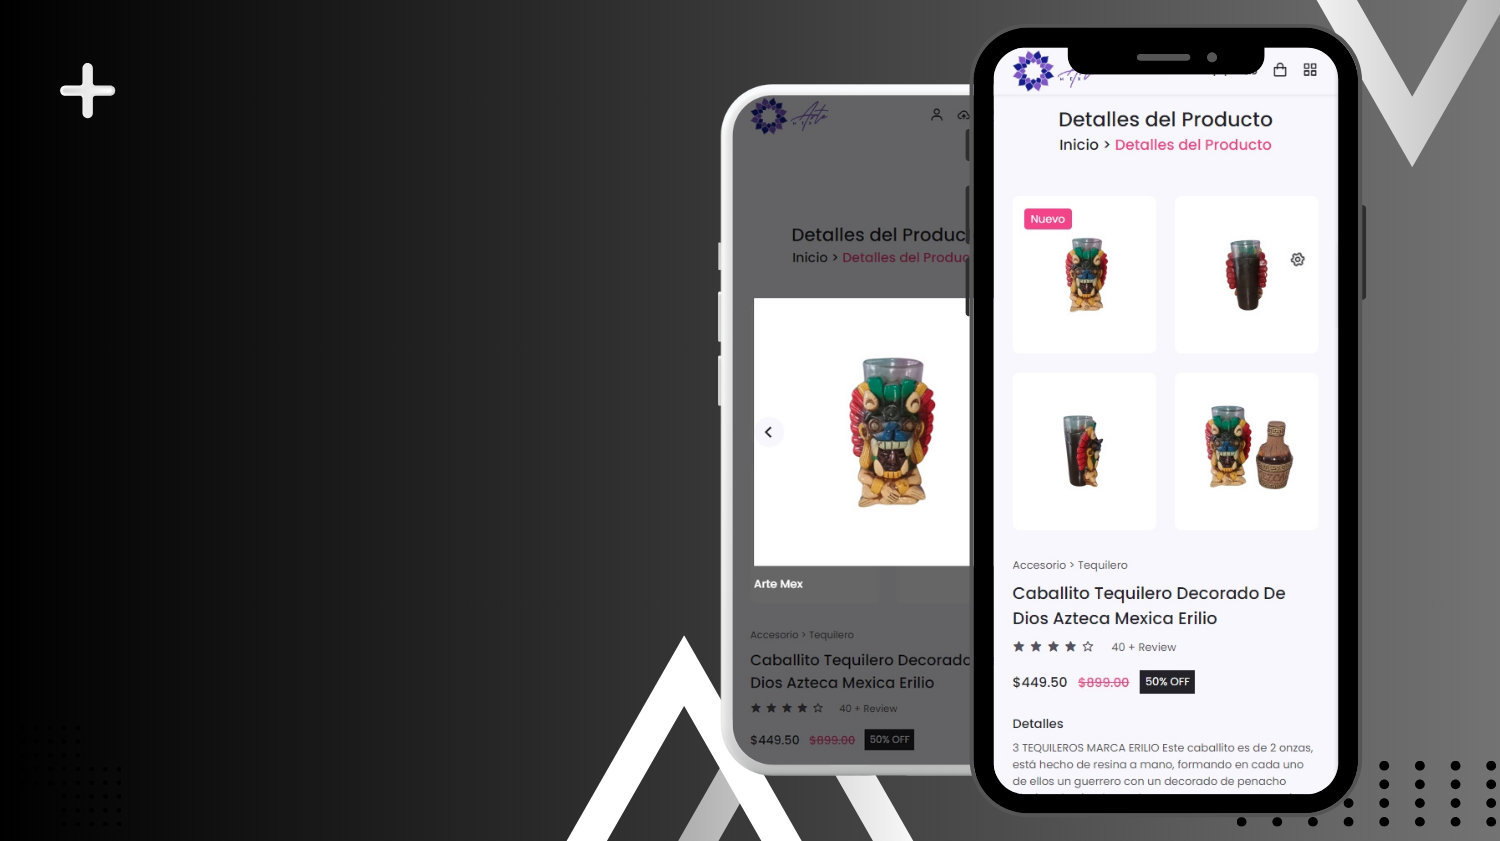 Arte
Detalles del Produc
Inicio > Detalles del Produc
Arte Mex
Accesorio > Tequilero
Caballito Tequilero Decorado
Dios Azteca Mexica Erilio
40 + Review
$449.50 $899.00 50% OFF
Detalles del Producto
Inicio > Detalles del Producto
Nuevo
Accesorio > Tequilero
Caballito Tequilero Decorado De
Dios Azteca Mexica Erilio
40 + Review
$449.50 $899.00 50% OFF
Detalles
3 TEQUILEROS MARCA ERILIO Este caballito es de 2 onzas,
está hecho de resina a mano, formando en cada uno
de ellos un guerrero con un decorado de penacho